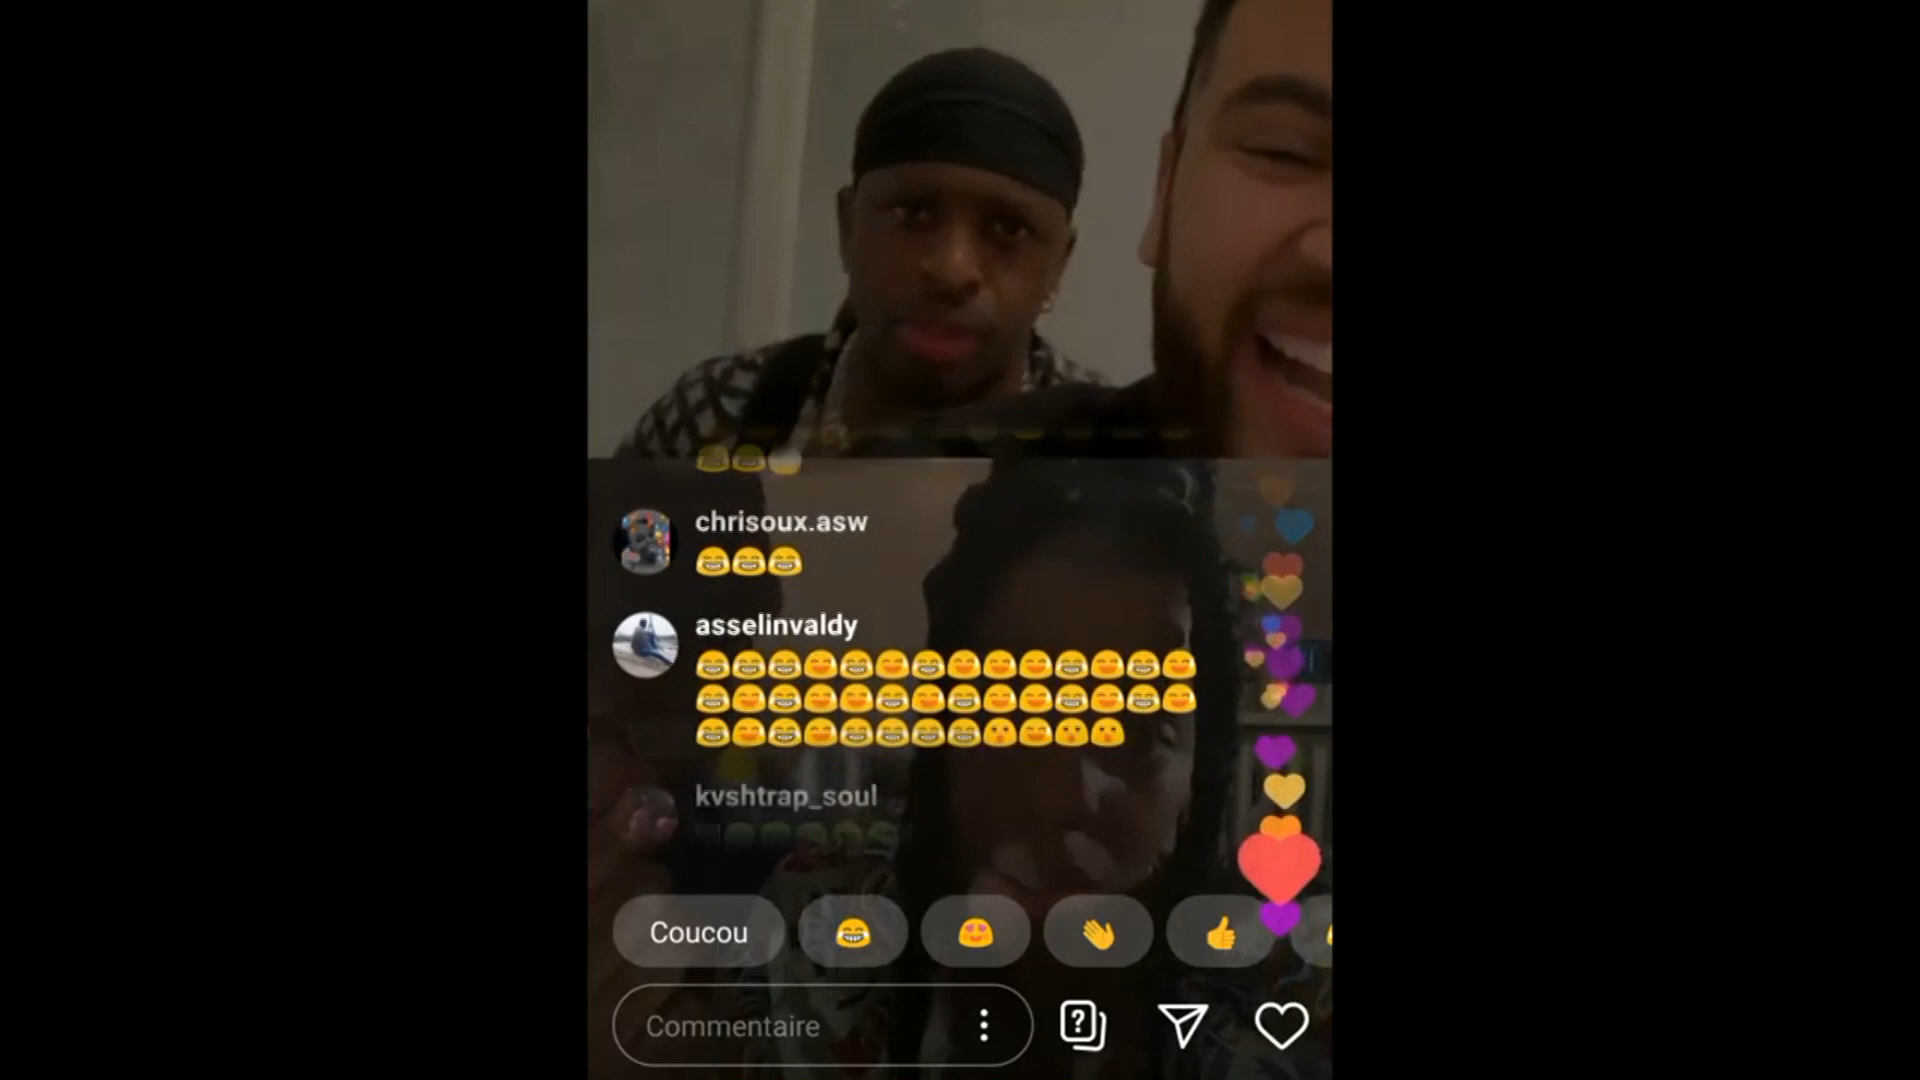 chrisoux.asw
😂😂😂
asselinvaldy
kvshtrap_soul
Coucou
Commentaire